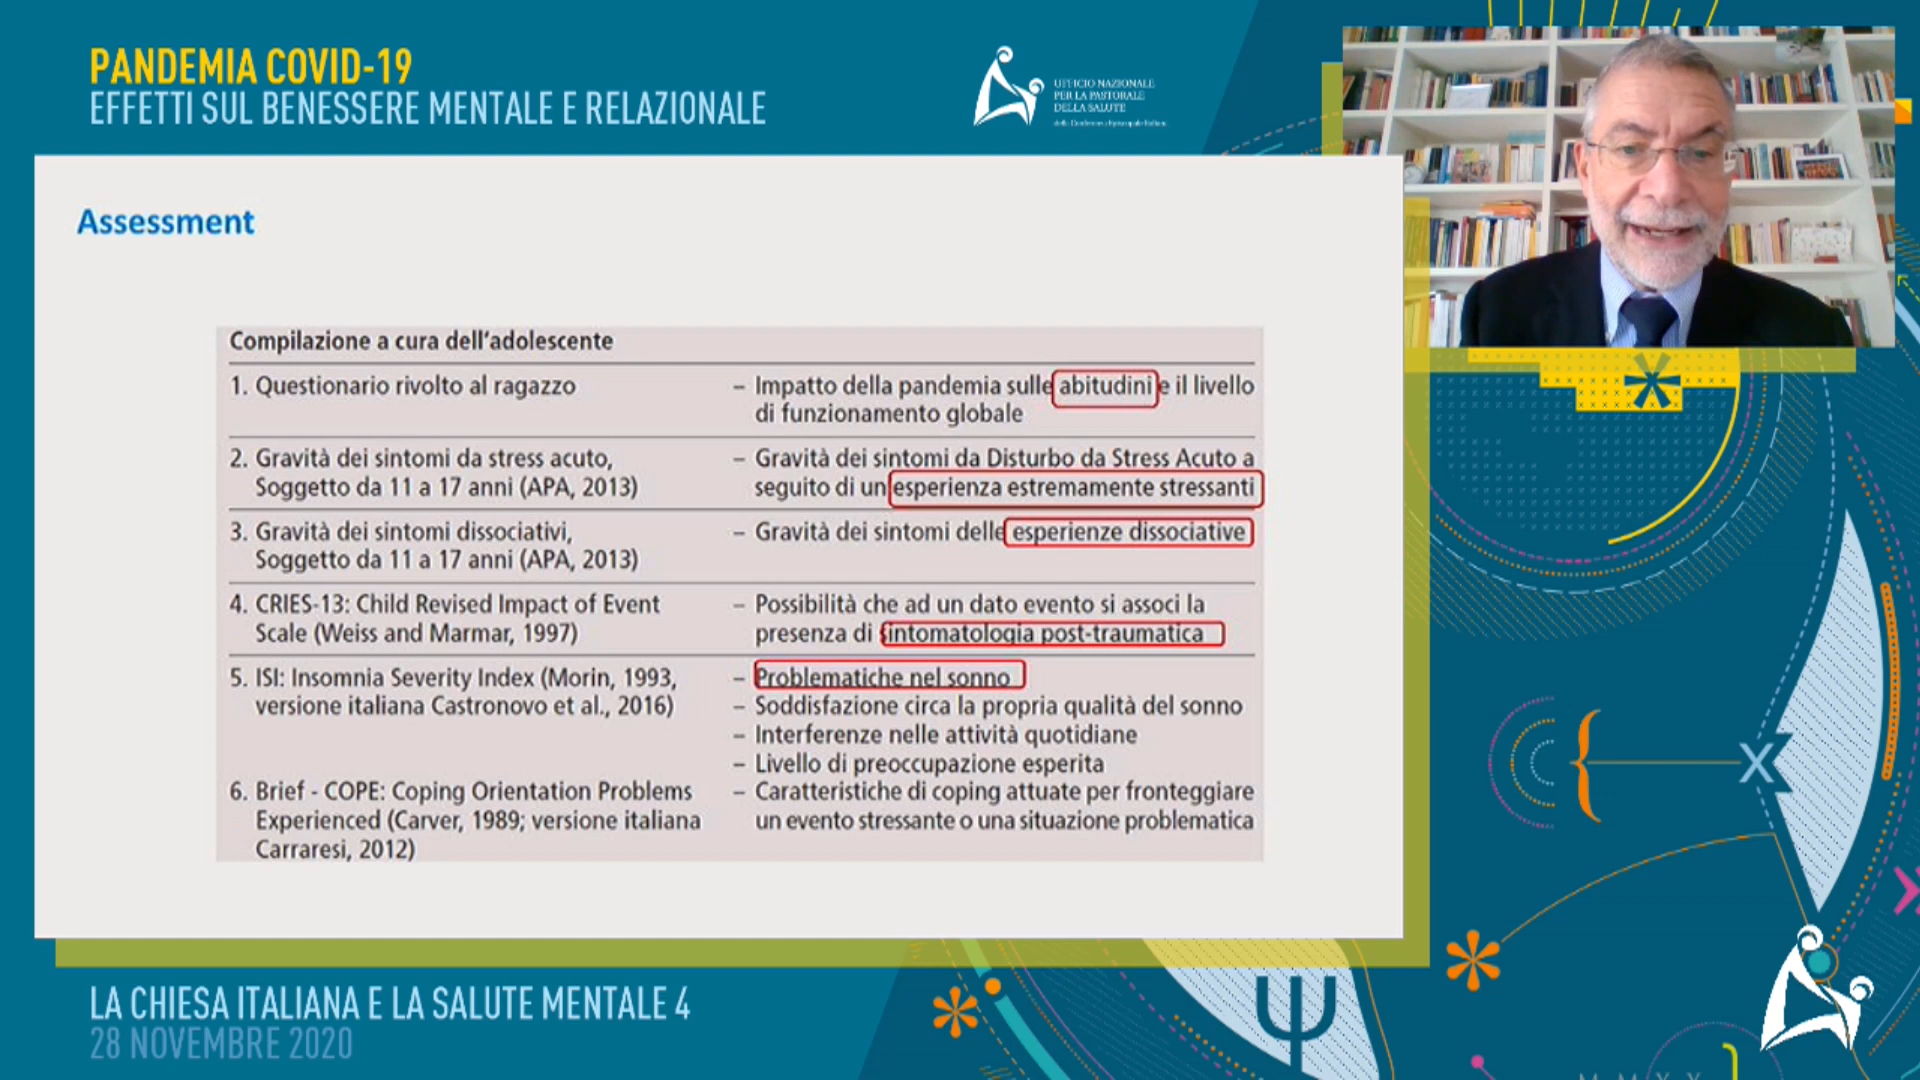 PANDEMIA COVID-19
EFFETTI SUL BENESSERE MENTALE E RELAZIONALE
UFFICIO NAZIONALE
PER LA PASTORALE
DELLA SALUTE
della Conferenza Episcopale Italiana
Assessment
Compilazione a cura dell'adolescente
1. Questionario rivolto al ragazzo
– Impatto della pandemia sulle abitudini e il livello
di funzionamento globale
2. Gravità dei sintomi da stress acuto,
Soggetto da 11 a 17 anni (APA, 2013)
– Gravità dei sintomi da Disturbo da Stress Acuto a
seguito di un esperienza estremamente stressanti
3. Gravità dei sintomi dissociativi,
Soggetto da 11 a 17 anni (APA, 2013)
– Gravità dei sintomi delle esperienze dissociative
4. CRIES-13: Child Revised Impact of Event
Scale (Weiss and Marmar, 1997)
– Possibilità che ad un dato evento si associ la
presenza di sintomatologia post-traumatica
5. ISI: Insomnia Severity Index (Morin, 1993,
versione italiana Castronovo et al., 2016)
– Problematiche nel sonno
– Soddisfazione circa la propria qualità del sonno
– Interferenze nelle attività quotidiane
– Livello di preoccupazione esperita
6. Brief - COPE: Coping Orientation Problems
Experienced (Carver, 1989; versione italiana
Carraresi, 2012)
– Caratteristiche di coping attuate per fronteggiare
un evento stressante o una situazione problematica
LA CHIESA ITALIANA E LA SALUTE MENTALE 4
28 NOVEMBRE 2020